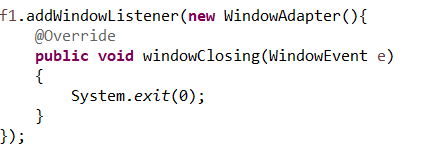 f1.addWindowListener(new WindowAdapter(){
    @Override
    public void windowClosing(WindowEvent e)
    {
        System.exit(0);
    }
});